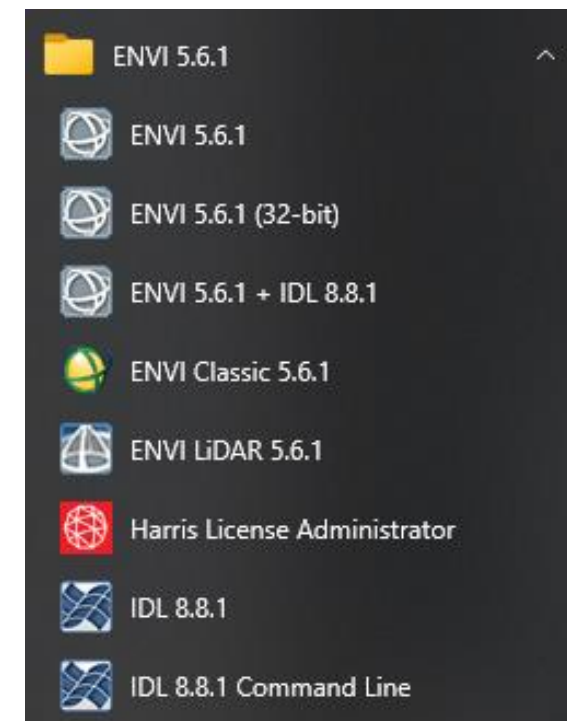 ENVI 5.6.1
ENVI 5.6.1
ENVI 5.6.1 (32-bit)
ENVI 5.6.1 + IDL 8.8.1
ENVI Classic 5.6.1
ENVI LiDAR 5.6.1
Harris License Administrator
IDL 8.8.1
IDL 8.8.1 Command Line